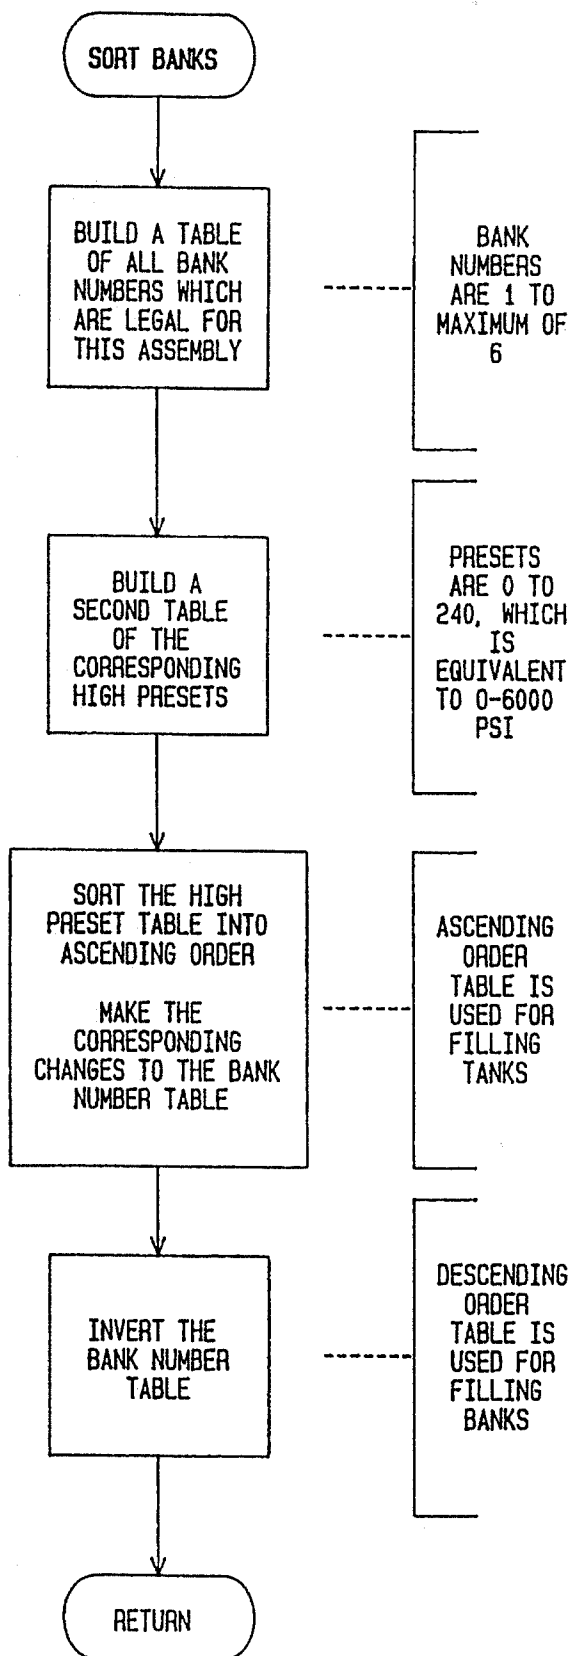 SORT BANKS
BUILD A TABLE
OF ALL BANK
NUMBERS WHICH
ARE LEGAL FOR
THIS ASSEMBLY
BANK
NUMBERS
ARE 1 TO
MAXIMUM OF
6
BUILD A
SECOND TABLE
OF THE
CORRESPONDING
HIGH PRESETS
PRESETS
ARE 0 TO
240, WHICH
IS
EQUIVALENT
TO 0-6000
PSI
SORT THE HIGH
PRESET TABLE INTO
ASCENDING ORDER
MAKE THE
CORRESPONDING
CHANGES TO THE BANK
NUMBER TABLE
ASCENDING
ORDER
TABLE IS
USED FOR
FILLING
TANKS
INVERT THE
BANK NUMBER
TABLE
DESCENDING
ORDER
TABLE IS
USED FOR
FILLING
BANKS
RETURN